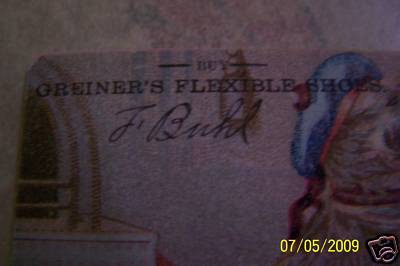 BUY
GREINER'S FLEXIBLE SHOES.
F. Buhl
07/05/2009